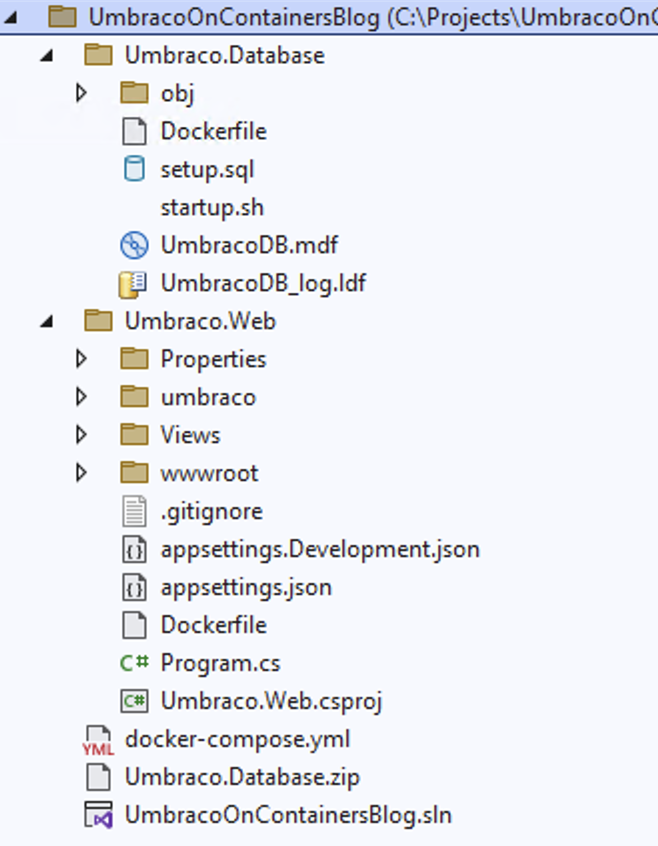 UmbracoOnContainersBlog (C:\Projects\UmbracoOnC
Umbraco.Database
obj
Dockerfile
setup.sql
startup.sh
UmbracoDB.mdf
UmbracoDB_log.ldf
Umbraco.Web
Properties
umbraco
Views
wwwroot
.gitignore
appsettings.Development.json
appsettings.json
Dockerfile
C# Program.cs
C# Umbraco.Web.csproj
YML docker-compose.yml
Umbraco.Database.zip
UmbracoOnContainersBlog.sln